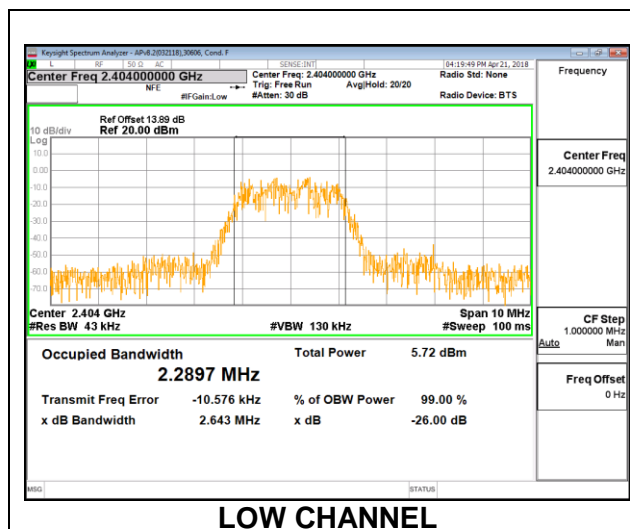 Keysight Spectrum Analyzer - APv8.2(032118),30606, Cond. F
L RF 50 Ω AC SENSE:INT 04:19:49 PM Apr 21, 2018
Center Freq 2.404000000 GHz
NFE
#IFGain:Low
Center Freq: 2.404000000 GHz
Trig: Free Run Avg|Hold: 20/20
#Atten: 30 dB
Radio Std: None
Radio Device: BTS
Frequency
Ref Offset 13.89 dB
10 dB/div Ref 20.00 dBm
Log
10.0
0.00
-10.0
-20.0
-30.0
-40.0
-50.0
-60.0
-70.0
Center Freq
2.404000000 GHz
Center 2.404 GHz Span 10 MHz
#Res BW 43 kHz #VBW 130 kHz #Sweep 100 ms
CF Step
1.000000 MHz
Auto Man
Freq Offset
0 Hz
Occupied Bandwidth Total Power 5.72 dBm
2.2897 MHz
Transmit Freq Error -10.576 kHz % of OBW Power 99.00 %
x dB Bandwidth 2.643 MHz x dB -26.00 dB
MSG STATUS
LOW CHANNEL